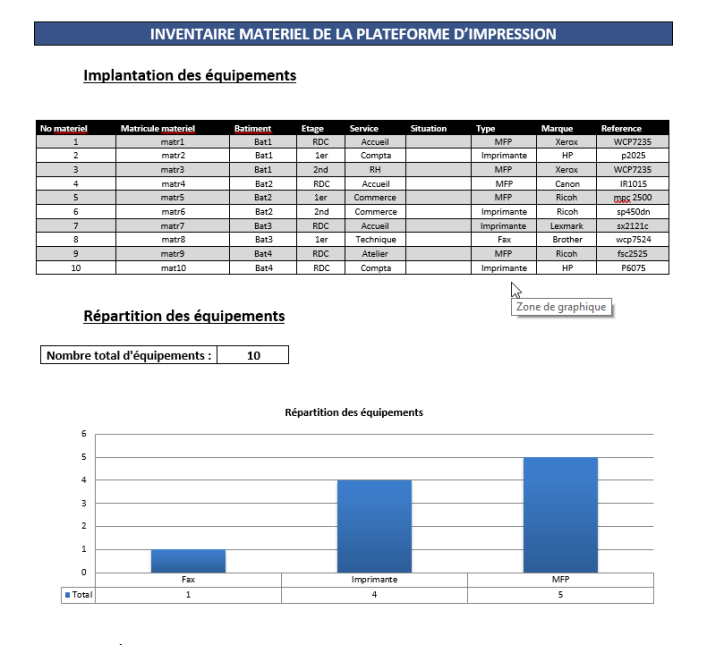 INVENTAIRE MATERIEL DE LA PLATEFORME D'IMPRESSION
Implantation des équipements
No materiel Matricule materiel Batiment Etage Service Situation Type Marque Reference
1 matr1 Bat1 RDC Accueil MFP Xerox WCP7235
2 matr2 Bat1 1er Compta Imprimante HP p2025
3 matr3 Bat1 2nd RH MFP Xerox WCP7235
4 matr4 Bat2 RDC Accueil MFP Canon IR1015
5 matr5 Bat2 1er Commerce MFP Ricoh mpc 2500
6 matr6 Bat2 2nd Commerce Imprimante Ricoh sp450dn
7 matr7 Bat3 RDC Accueil Imprimante Lexmark sx2121c
8 matr8 Bat3 1er Technique Fax Brother wcp7524
9 matr9 Bat4 RDC Atelier MFP Ricoh fsc2525
10 mat10 Bat4 RDC Compta Imprimante HP P6075
Zone de graphique
Répartition des équipements
Nombre total d'équipements : 10
Répartition des équipements
6
5
4
3
2
1
0
Fax Imprimante MFP
Total 1 4 5